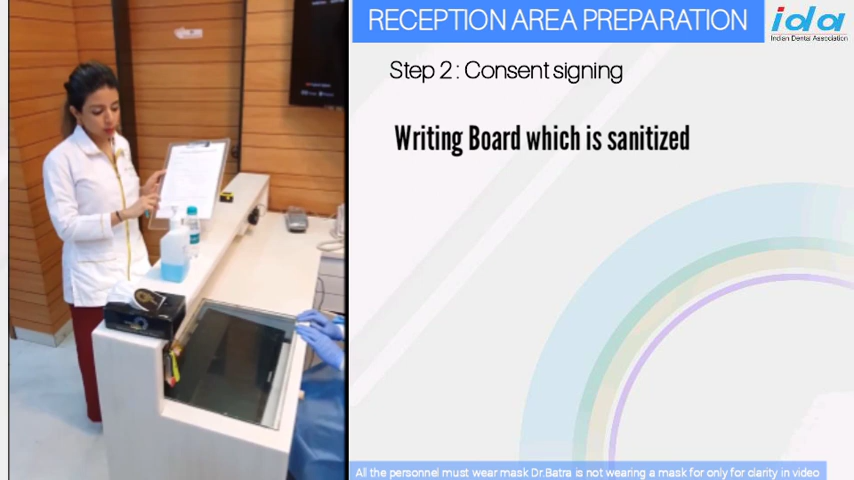 RECEPTION AREA PREPARATION
ida
Indian Dental Association
Step 2 : Consent signing
Writing Board which is sanitized
All the personnel must wear mask Dr.Batra is not wearing a mask for only for clarity in video